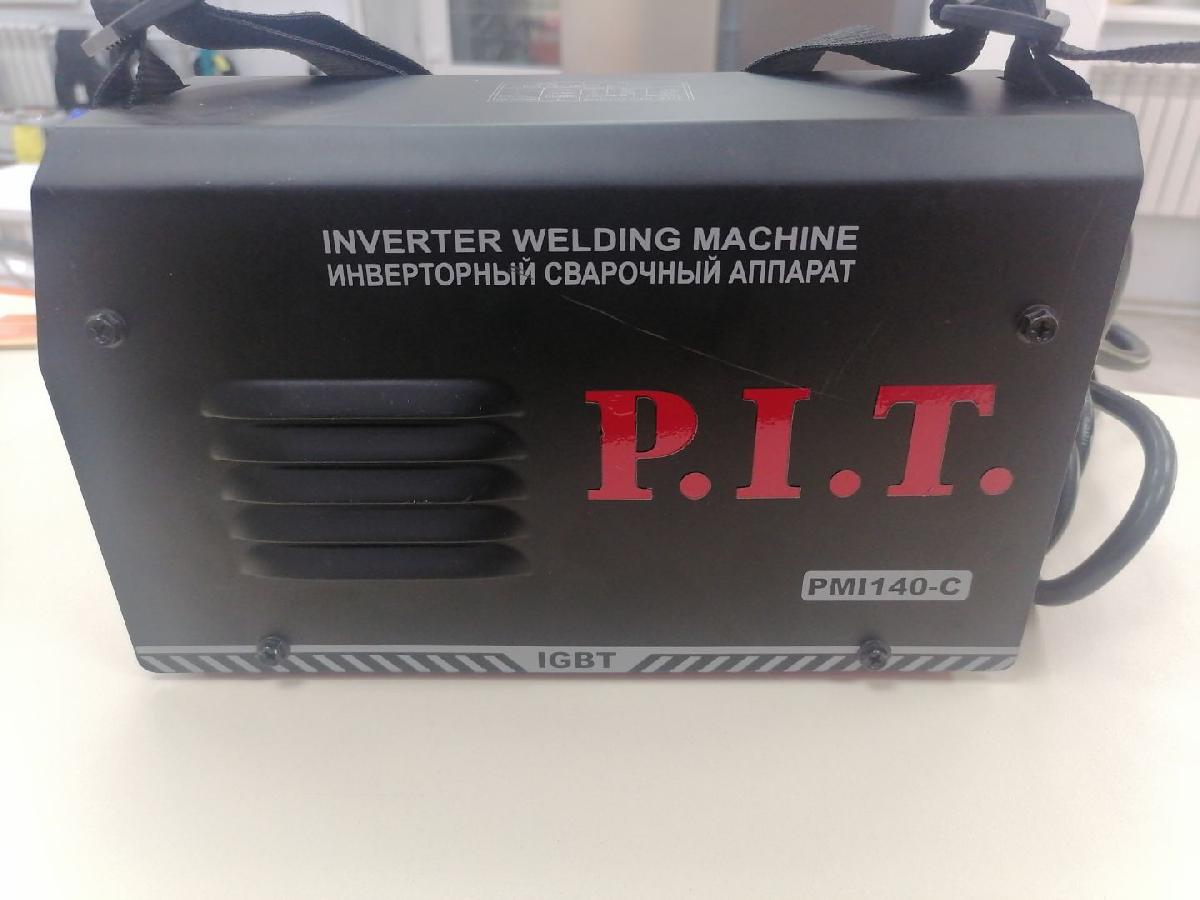 INVERTER WELDING MACHINE
ИНВЕРТОРНЫЙ СВАРОЧНЫЙ АППАРАТ
P.I.T.
PMI140-C
IGBT